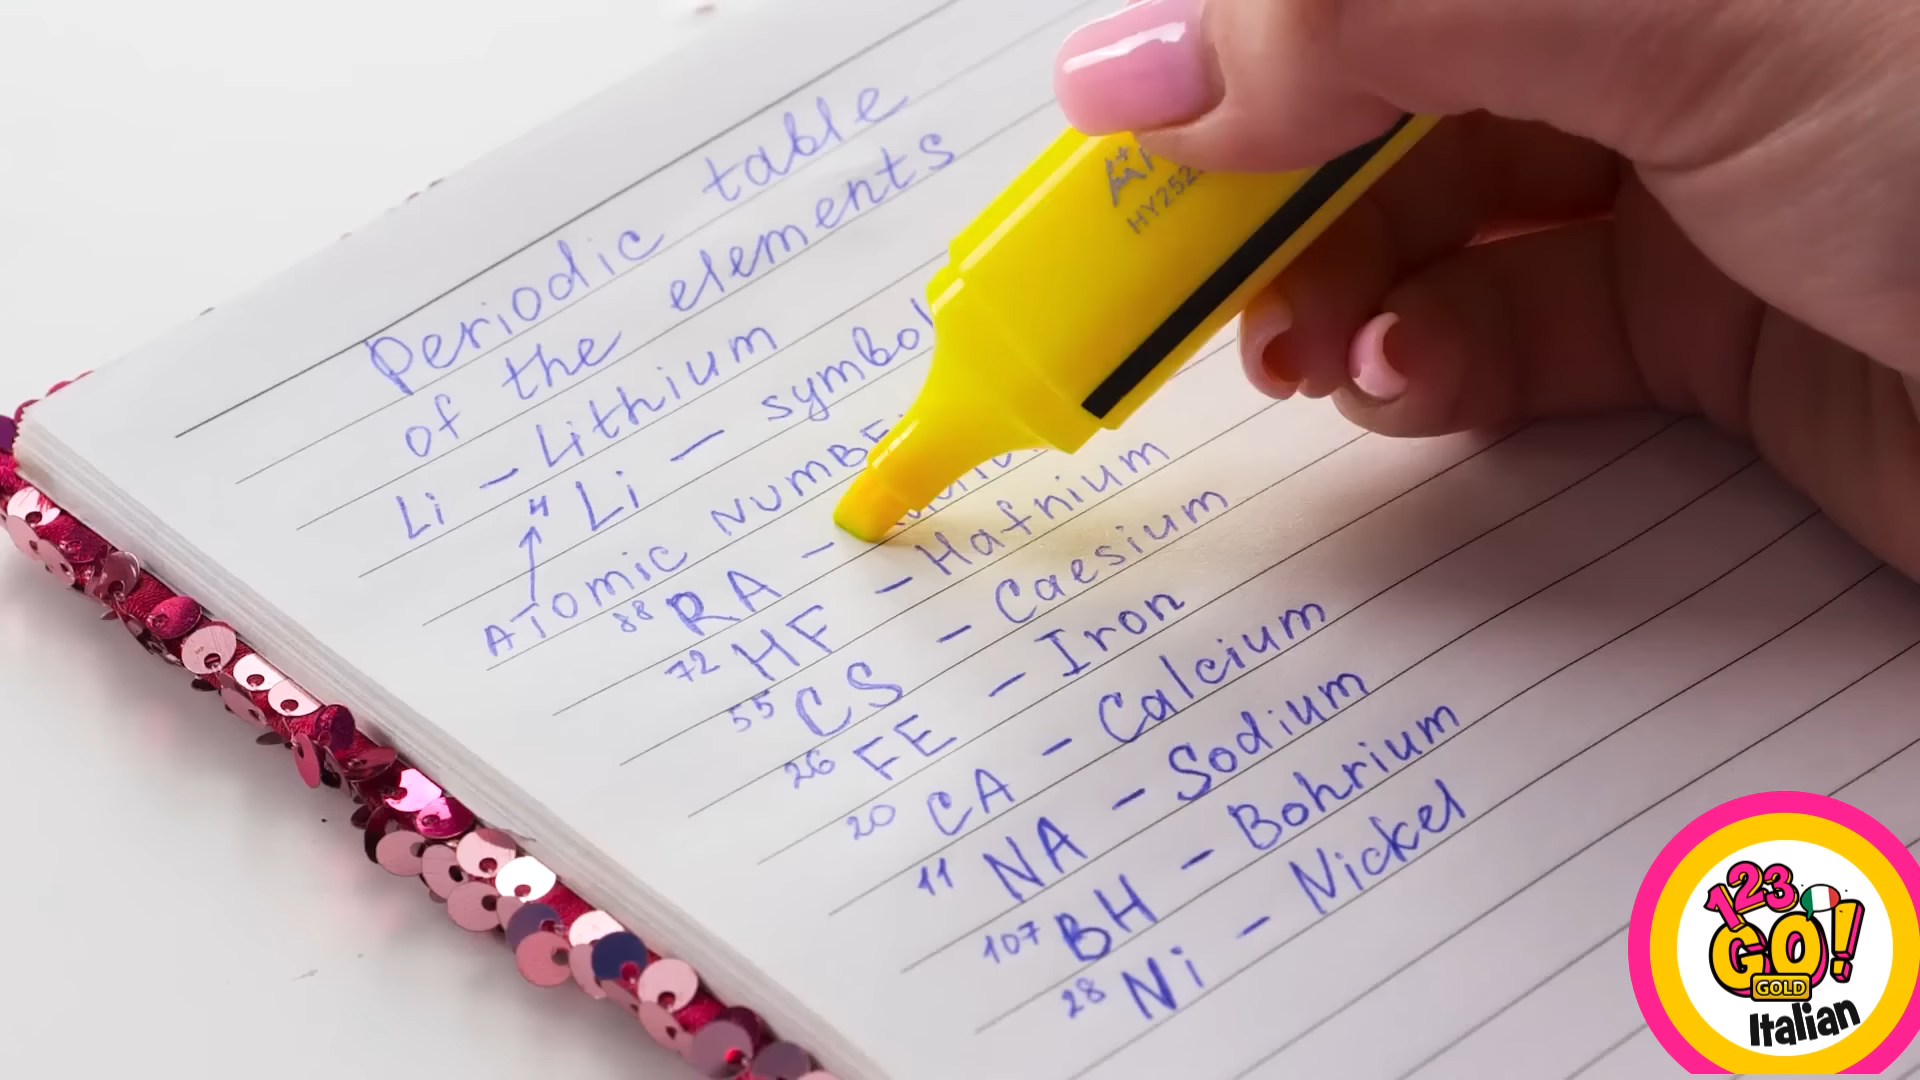 Periodic table
of the elements
Li - Lithium
4 Li - symbol
ATOMIC NUMBE
88 RA -
72 HF - Hafnium
55 CS - Caesium
26 FE - Iron
20 CA - Calcium
11 NA - Sodium
107 BH - Bohrium
28 Ni - Nickel
A+
HY252
123
GO!
GOLD
Italian